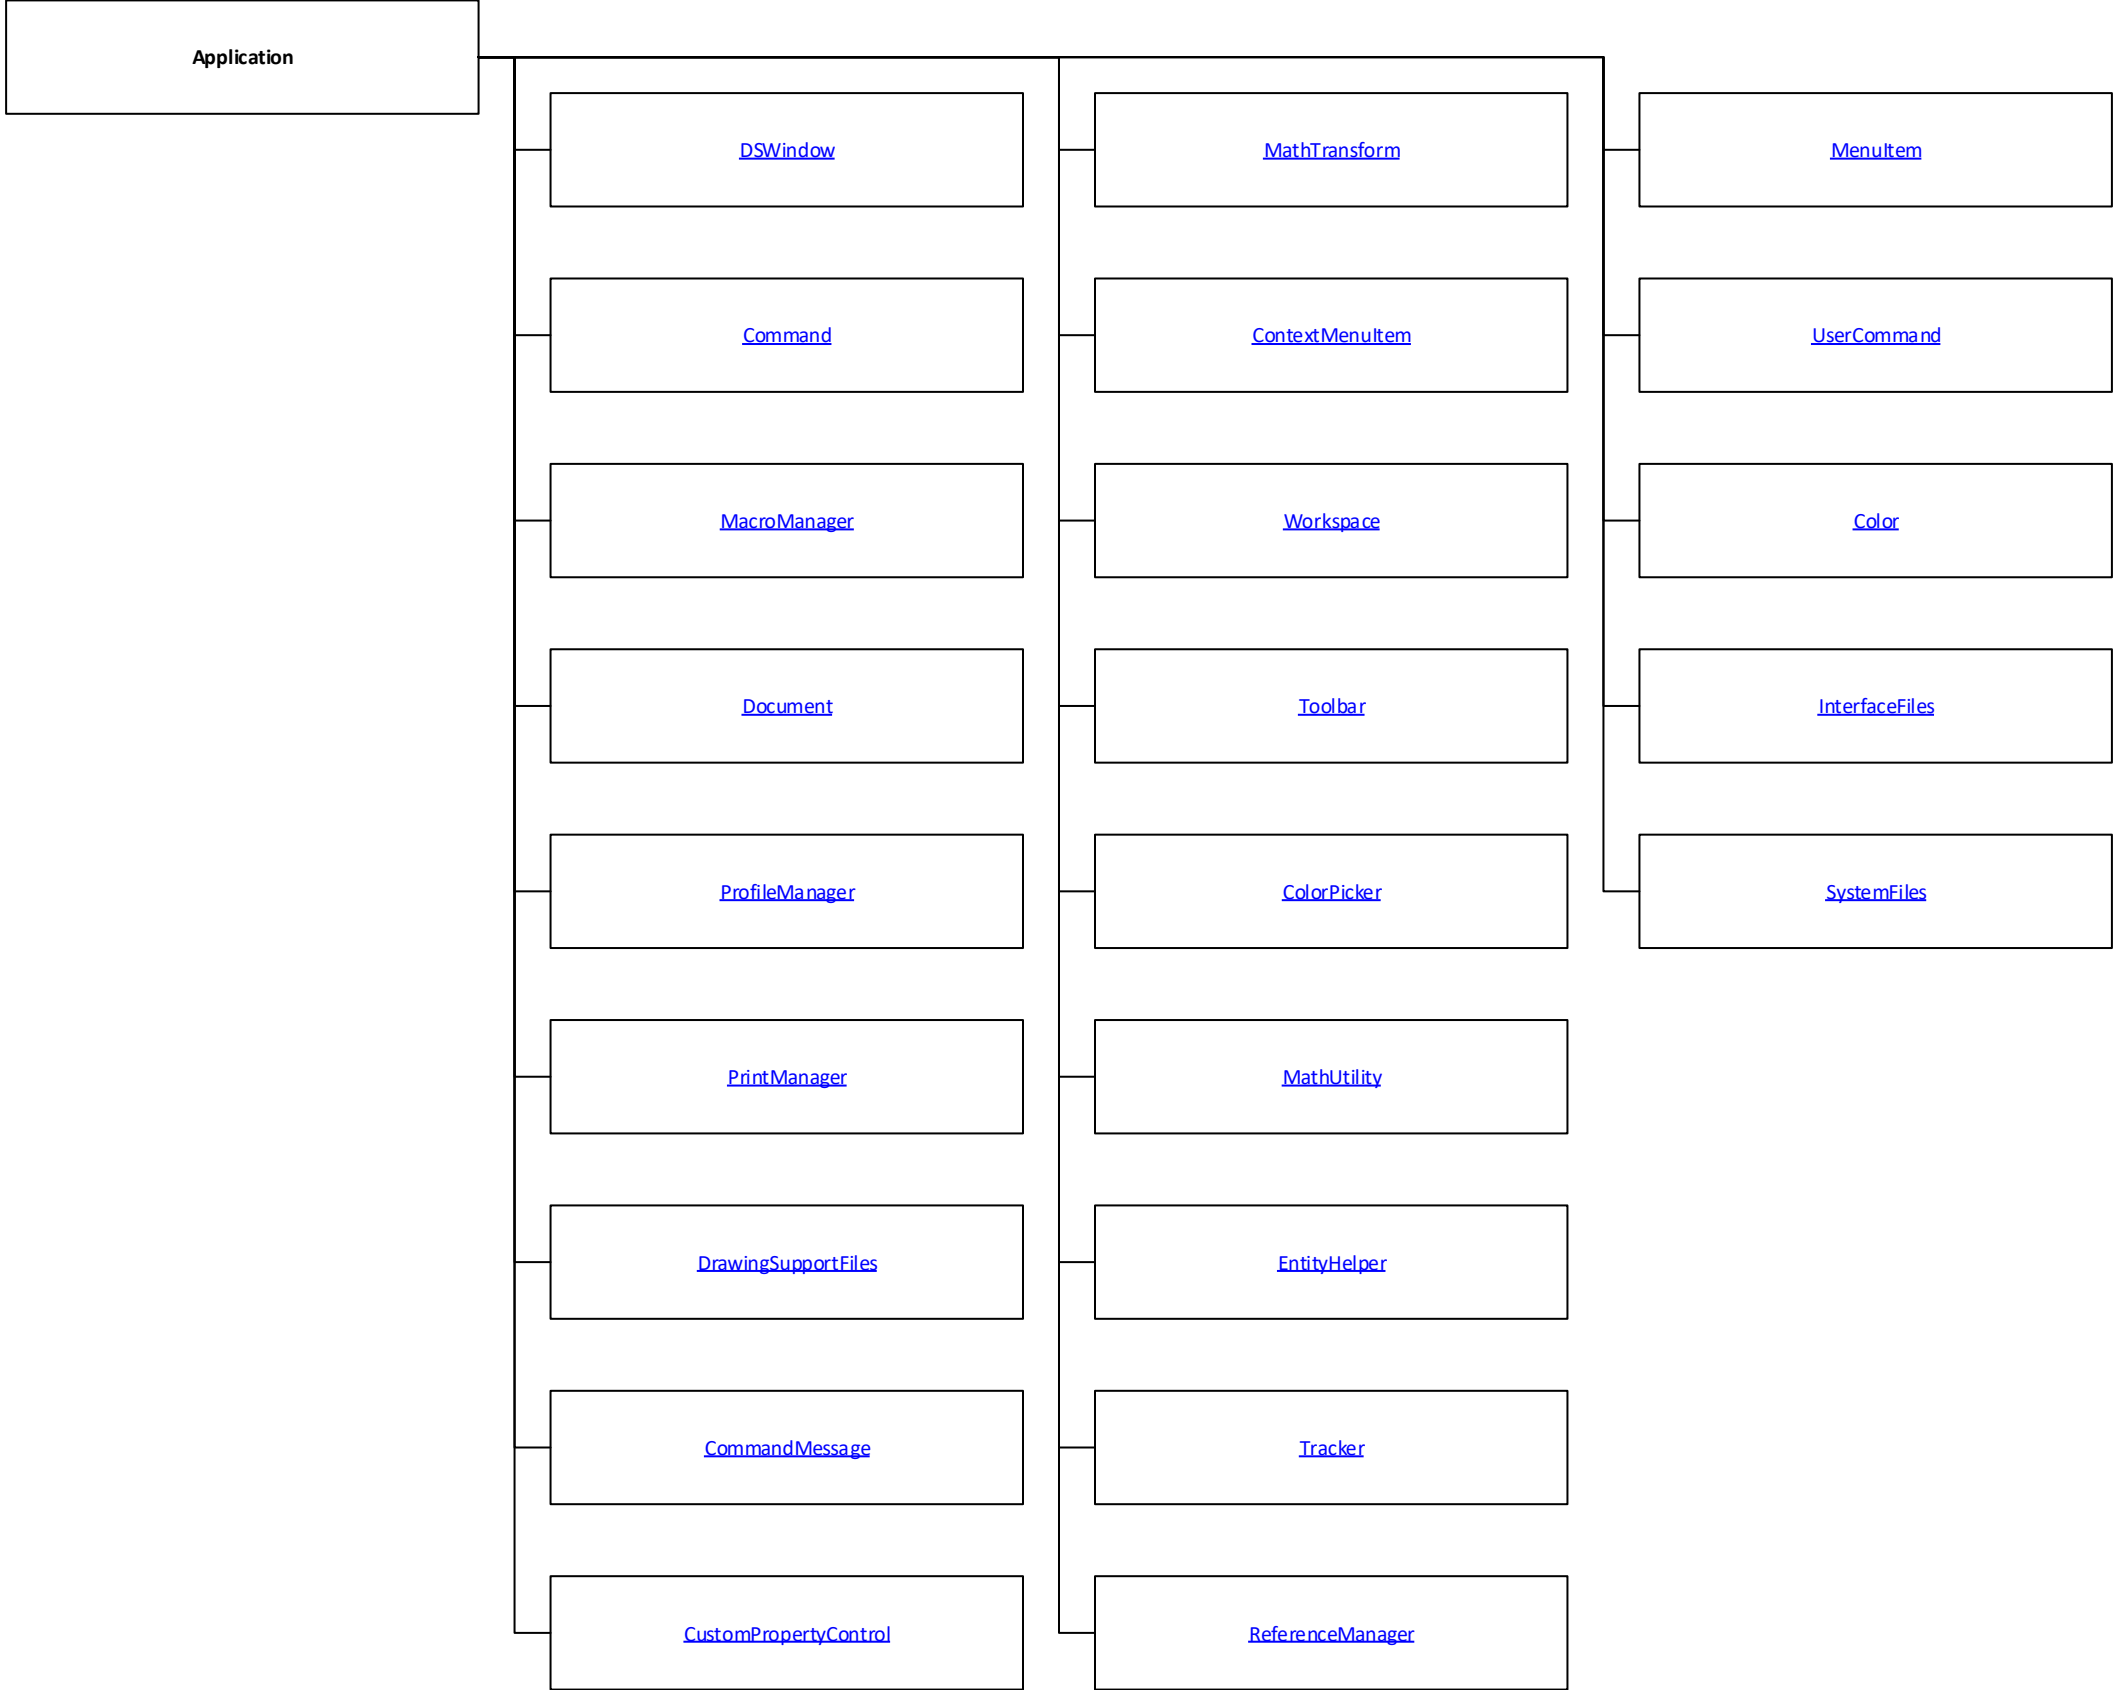 Application
DSWindow
Command
MacroManager
Document
ProfileManager
PrintManager
DrawingSupportFiles
CommandMessage
CustomPropertyControl
MathTransform
ContextMenuItem
Workspace
Toolbar
ColorPicker
MathUtility
EntityHelper
Tracker
ReferenceManager
MenuItem
UserCommand
Color
InterfaceFiles
SystemFiles